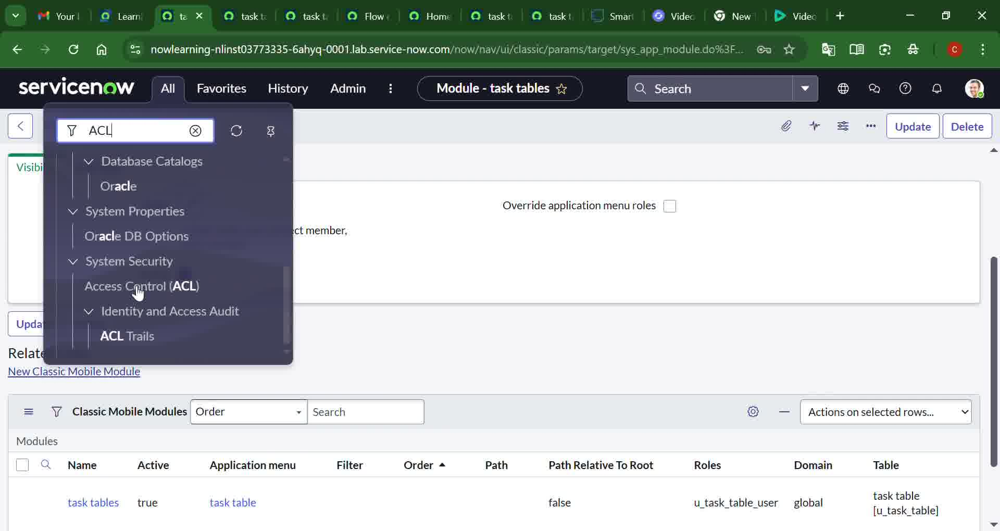 Your
Learn
ta
task t
task t
Flow
Home
task t
task t
Smar
Video
New
Video
nowlearning-nlinst03773335-6ahyq-0001.lab.service-now.com/now/nav/ui/classic/params/target/sys_app_module.do%3F...
C
servicenow
All
Favorites
History
Admin
Module - task tables
Search
ACL
Update
Delete
Visibi
Database Catalogs
Oracle
System Properties
Override application menu roles
Oracle DB Options
ct member,
System Security
Access Control (ACL)
Identity and Access Audit
Upda
ACL Trails
Relate
New Classic Mobile Module
Classic Mobile Modules
Order
Search
Actions on selected rows...
Modules
Name
Active
Application menu
Filter
Order
Path
Path Relative To Root
Roles
Domain
Table
task tables
true
task table
false
u_task_table_user
global
task table
[u_task_table]